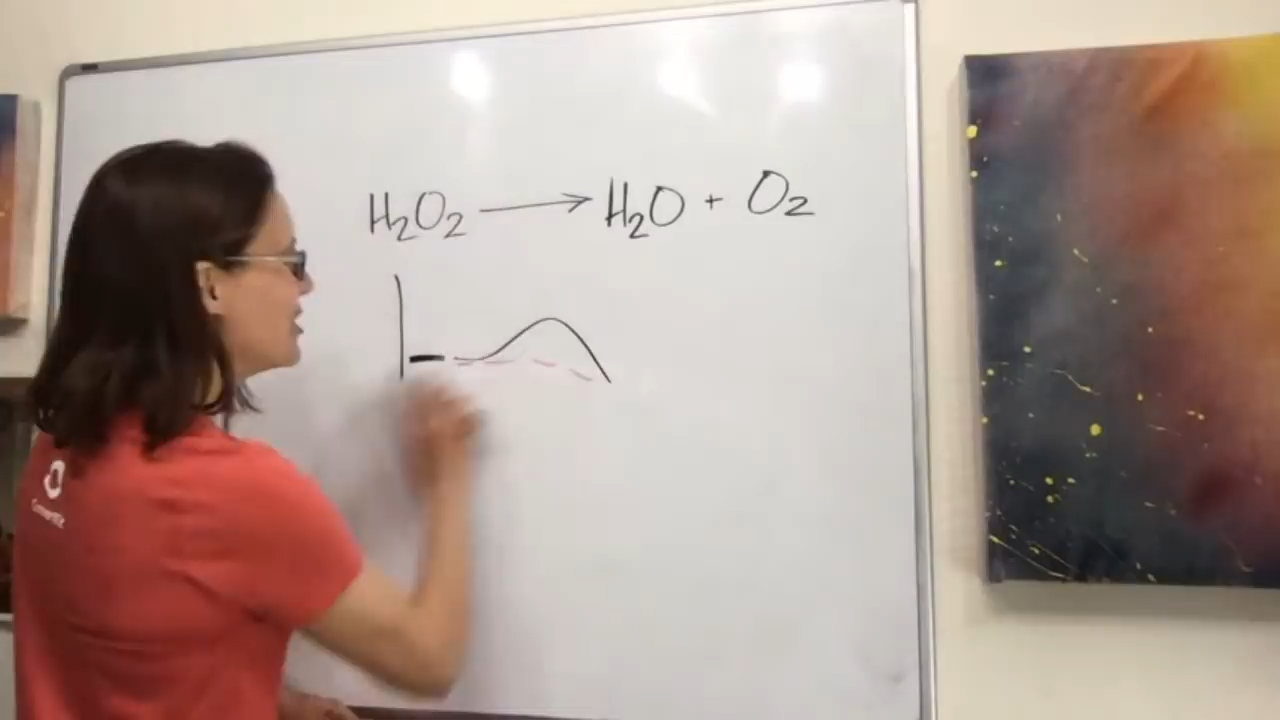 H₂O₂ ⟶ H₂O + O₂